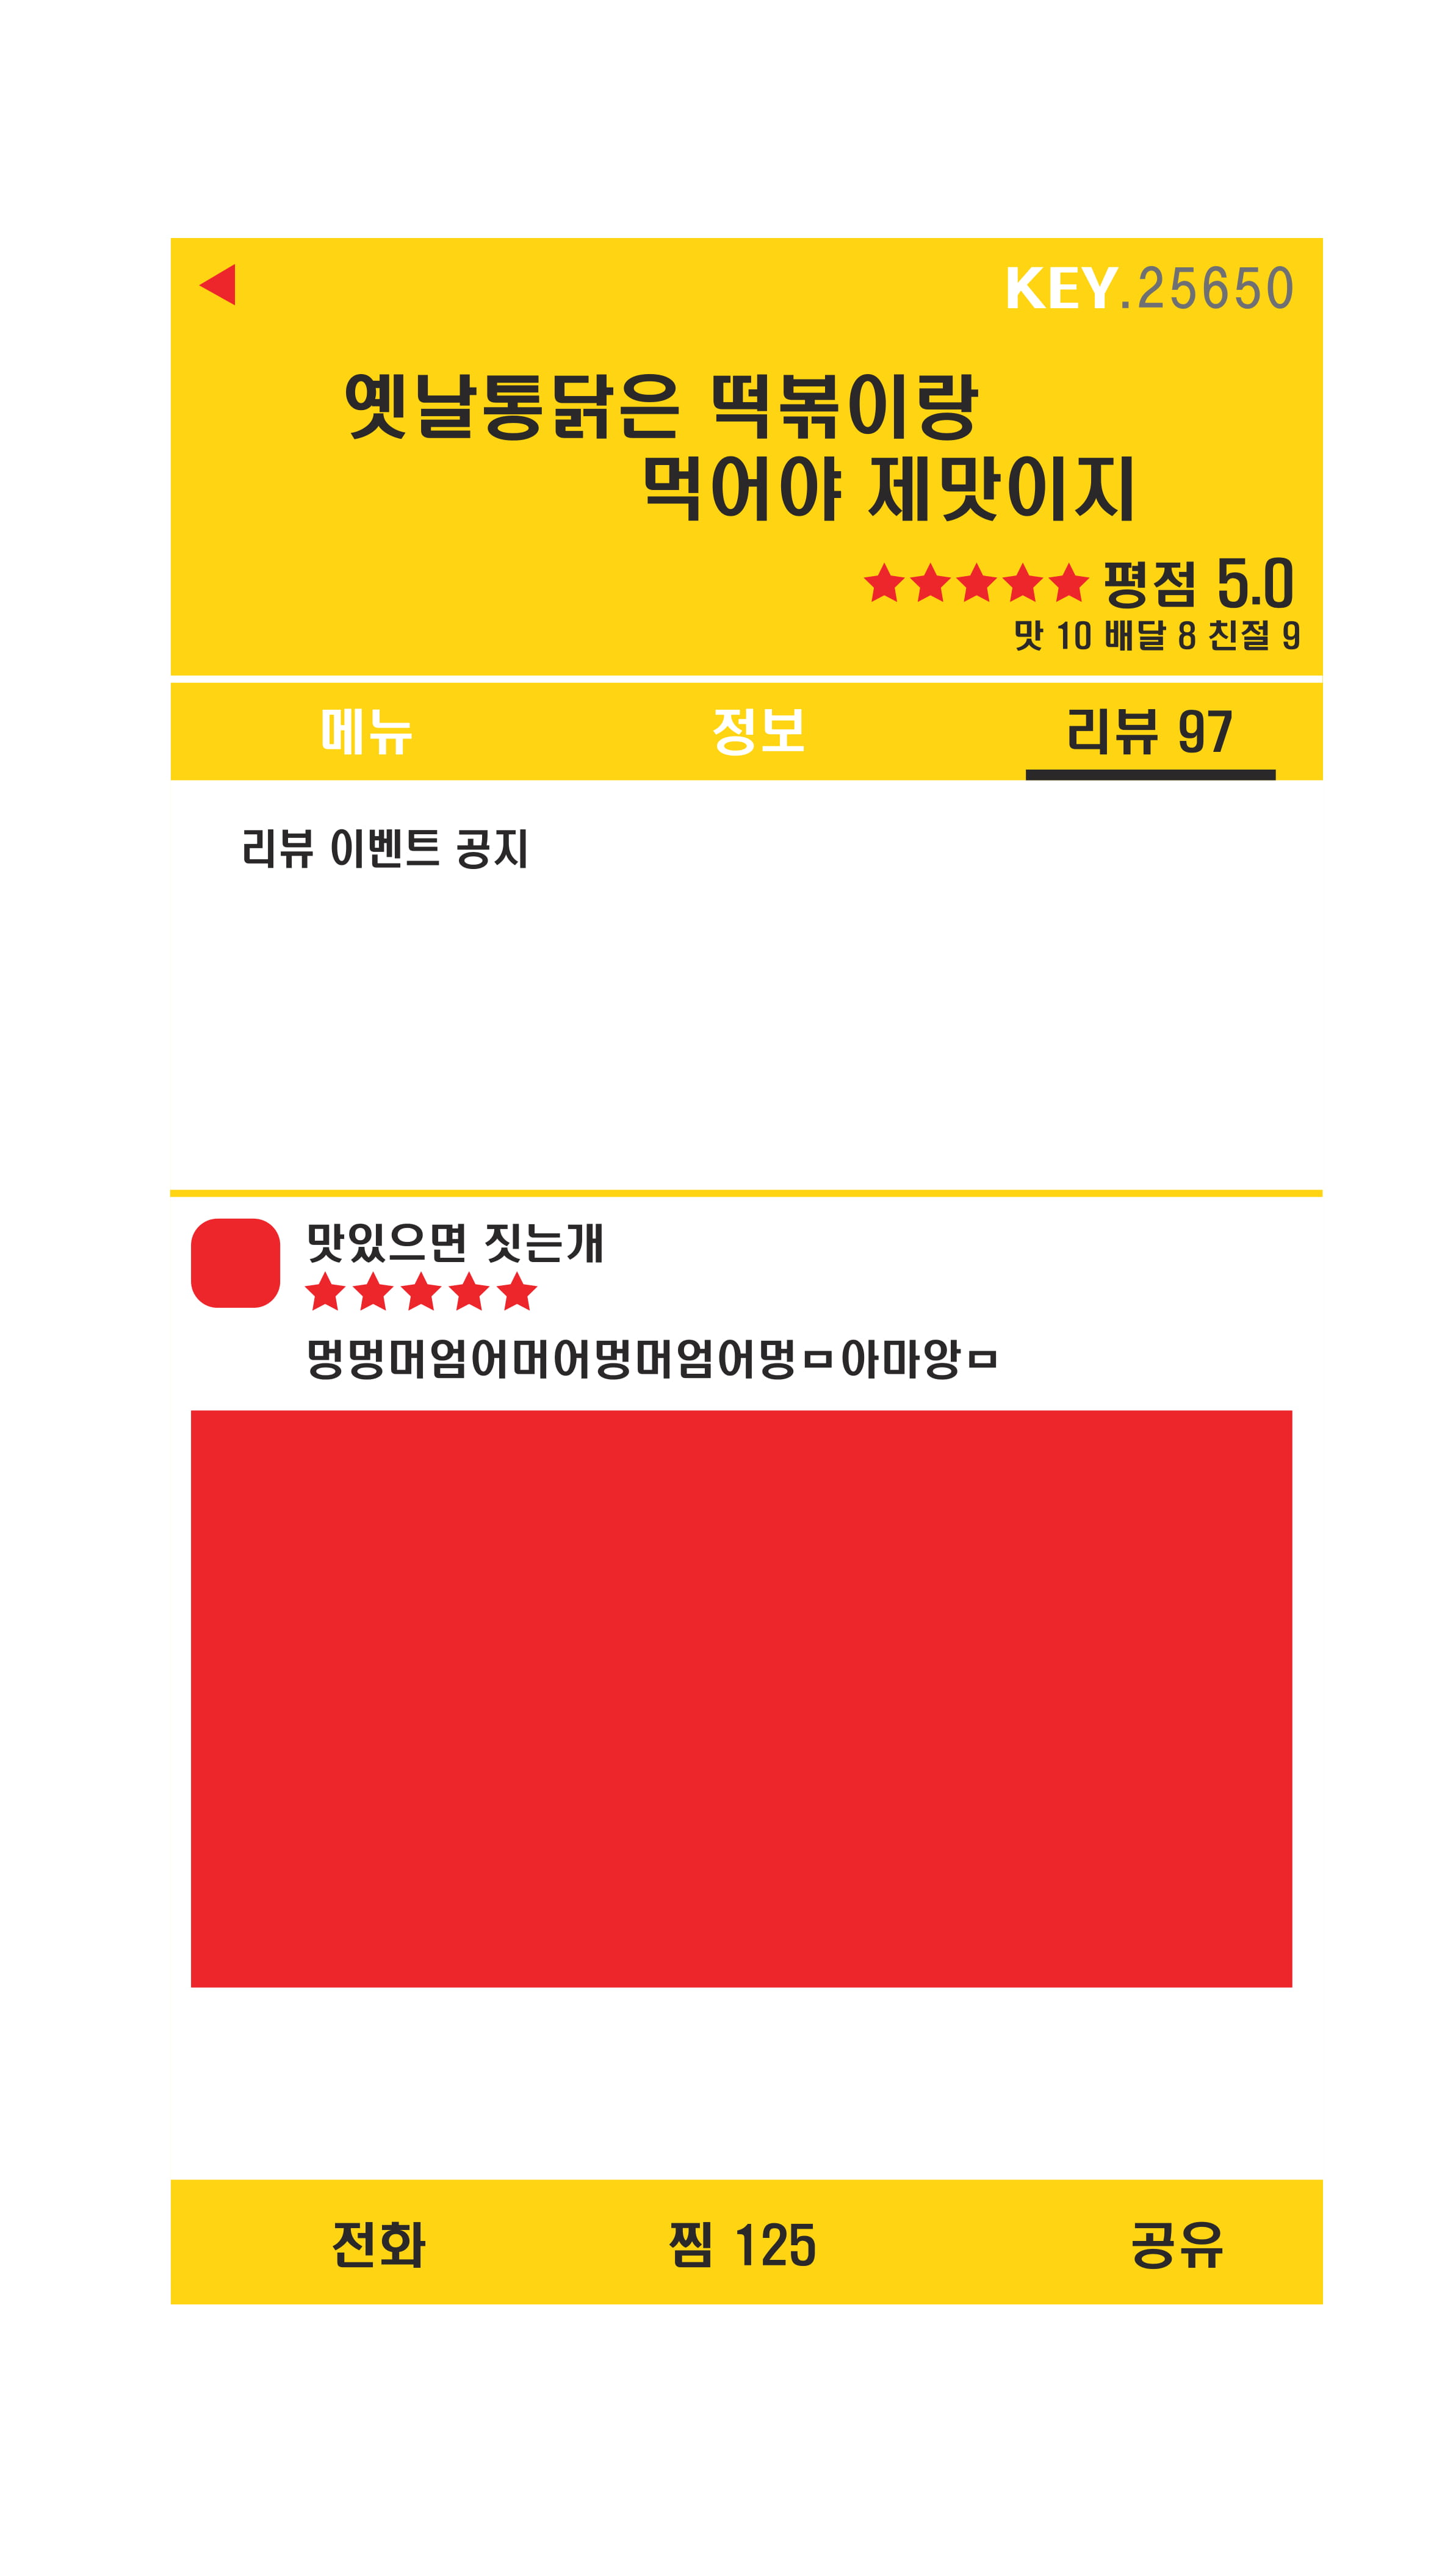 KEY.25650
옛날통닭은 떡볶이랑
먹어야 제맛이지
평점 5.0
맛 10 배달 8 친절 9
메뉴 정보 리뷰 97
리뷰 이벤트 공지
맛있으면 짓는개
멍멍머엄어머어멍머엄어멍ㅁ아마앙ㅁ
전화 찜 125 공유